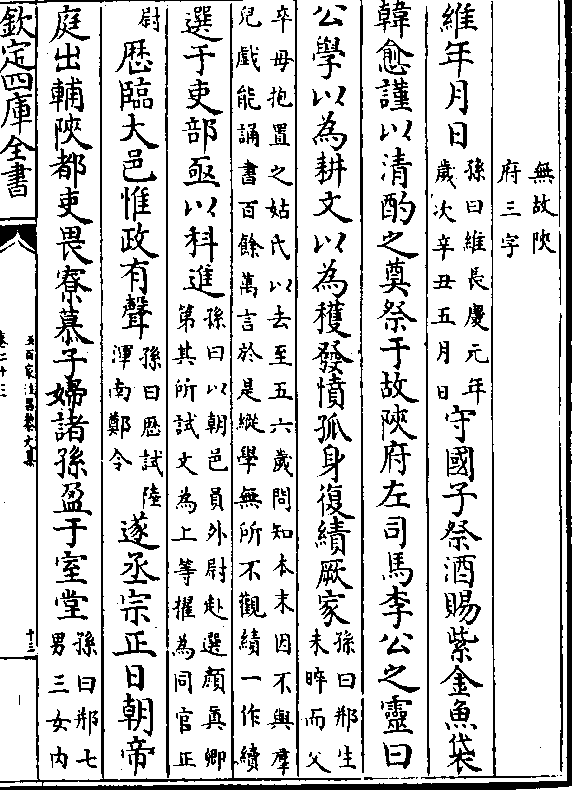 無故陝
府三字
維年月日孫曰維長慶元年
歲次辛丑五月日守國子祭酒賜紫金魚袋
韓愈謹以清酌之奠祭于故陝府左司馬李公之靈曰
公學以為耕文以為穫發憤孤身復續厥家孫曰邢生
未晬而父
卒毋抱置之姑氏以去至五六歲問知本末因不與羣
兒戲能誦書百餘萬言於是縱學無所不觀續一作績
選于吏部亟以科進孫曰以朝邑員外尉赴選顔真卿
第其所試文為上等擢為同官正
尉歴臨大邑惟政有聲孫曰歴試陸
渾南鄭令遂丞宗正日朝帝
庭出輔陝都吏畏寮慕子婦諸孫盈于室堂孫曰邢七
男三女内
欽定四庫全書
五百家注昌黎文集
卷二十三
十三